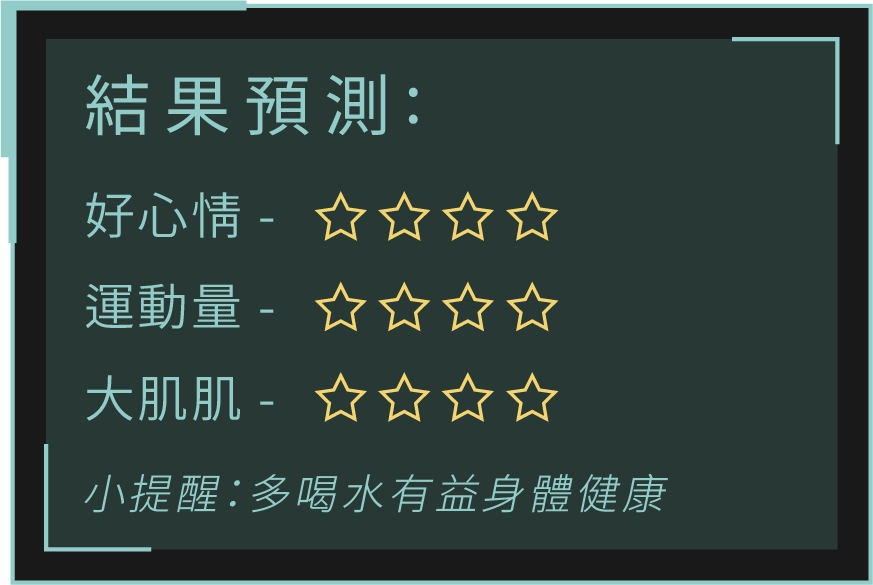 結果預測：
好心情 - ☆☆☆☆
運動量 - ☆☆☆☆
大肌肌 - ☆☆☆☆
小提醒：多喝水有益身體健康